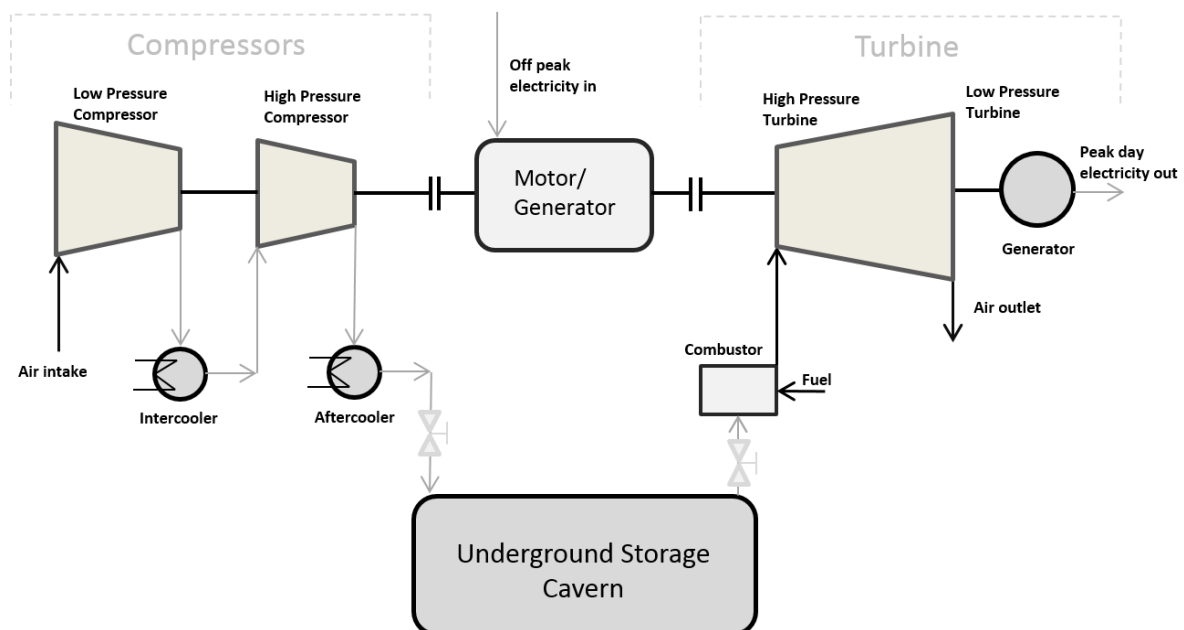 Compressors
Turbine
Off peak
electricity in
Low Pressure
Compressor
High Pressure
Compressor
High Pressure
Turbine
Low Pressure
Turbine
Motor/
Generator
Peak day
electricity out
Generator
Air intake
Intercooler
Aftercooler
Combustor
Fuel
Air outlet
Underground Storage
Cavern